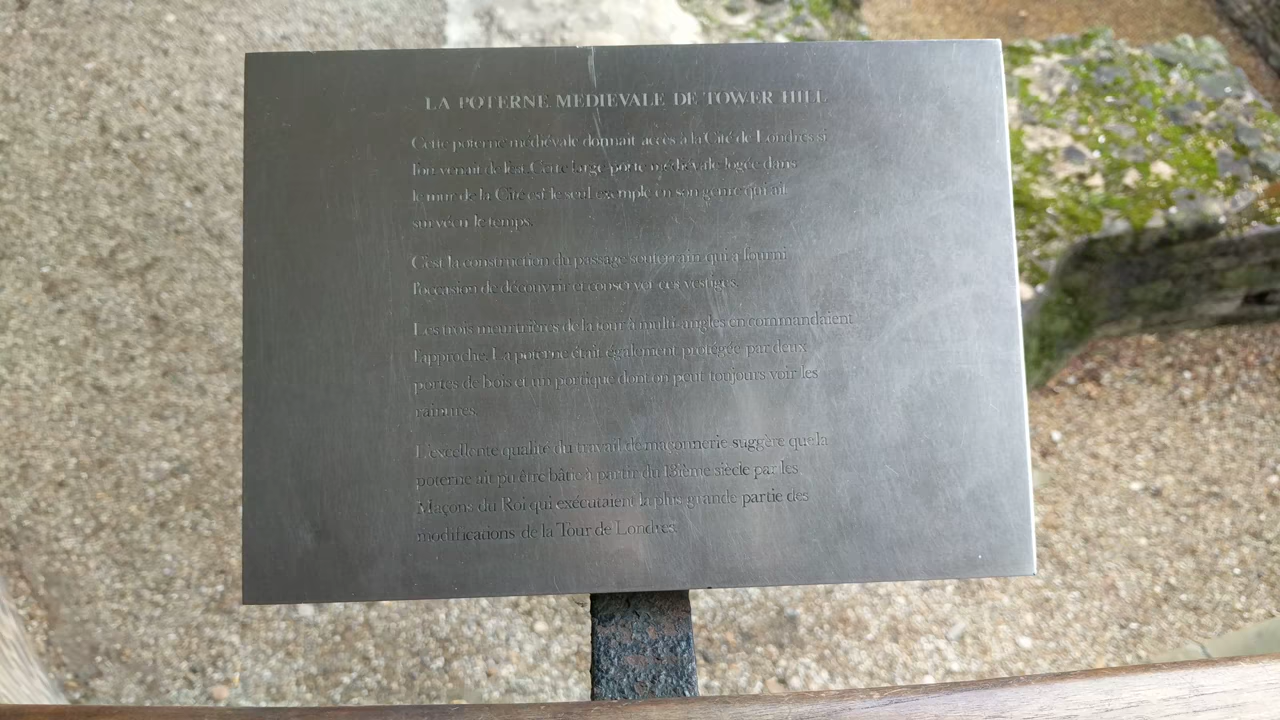 LA POTERNE MEDIEVALE DE TOWER HILL
Cette poterne médiévale donnait accès à la Cité de Londres si
l'on venait de l'est. Cette large porte médiévale logée dans
le mur de la Cité est le seul exemple en son genre qui ait
survécu le temps.
C'est la construction du passage souterrain qui a fourni
l'occasion de découvrir et conserver ces vestiges.
Les trois meurtrières de la tour à multi-angles en commandaient
l'approche. La poterne était également protégée par deux
portes de bois et un portique dont on peut toujours voir les
rainures.
L'excellente qualité du travail de maçonnerie suggère que la
poterne ait pu être bâtie à partir du 13ième siècle par les
Maçons du Roi qui exécutaient la plus grande partie des
modifications de la Tour de Londres.